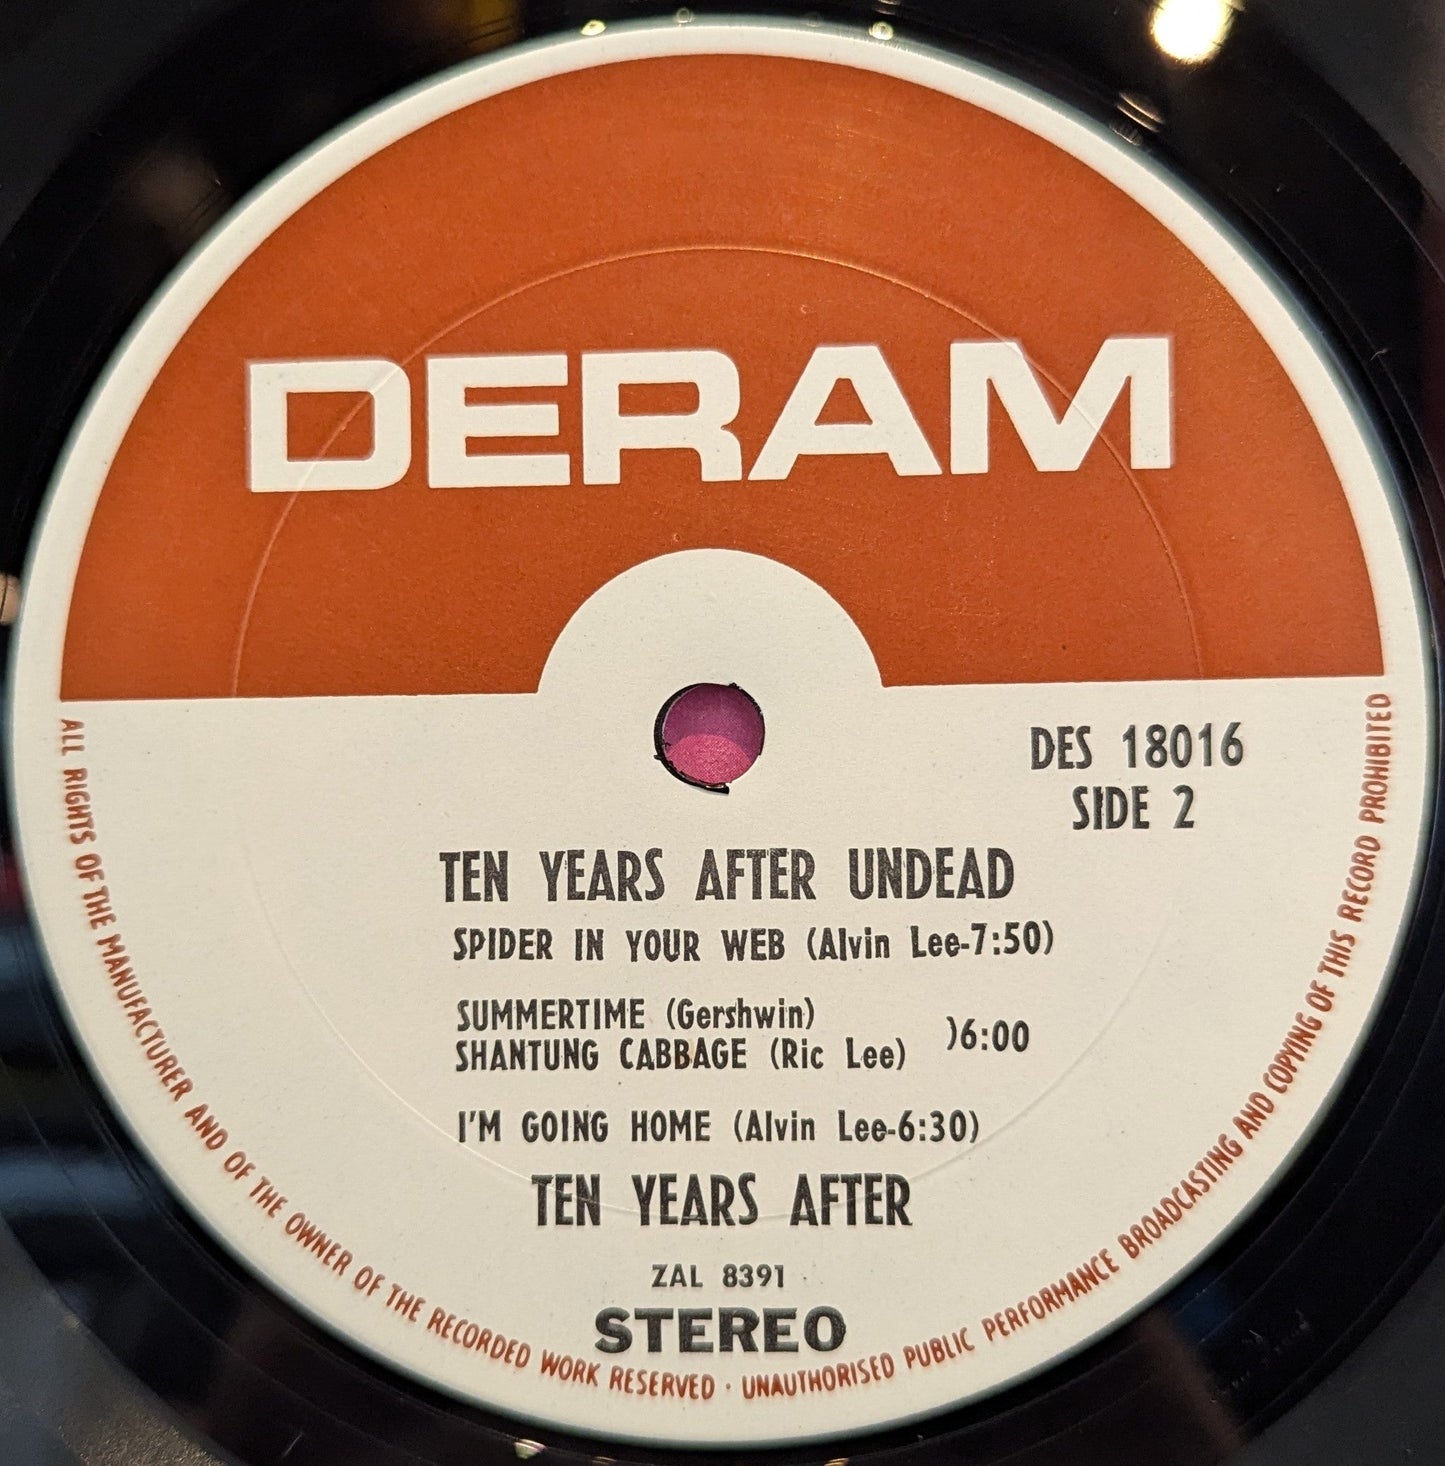 DERAM
DES 18016
SIDE 2
TEN YEARS AFTER UNDEAD
SPIDER IN YOUR WEB (Alvin Lee-7:50)
SUMMERTIME (Gershwin)
SHANTUNG CABBAGE (Ric Lee)
)6:00
I'M GOING HOME (Alvin Lee-6:30)
TEN YEARS AFTER
ZAL 8391
STEREO
ALL RIGHTS OF THE MANUFACTURER AND OF THE OWNER OF THE RECORDED WORK RESERVED · UNAUTHORISED PUBLIC PERFORMANCE BROADCASTING AND COPYING OF THIS RECORD PROHIBITED